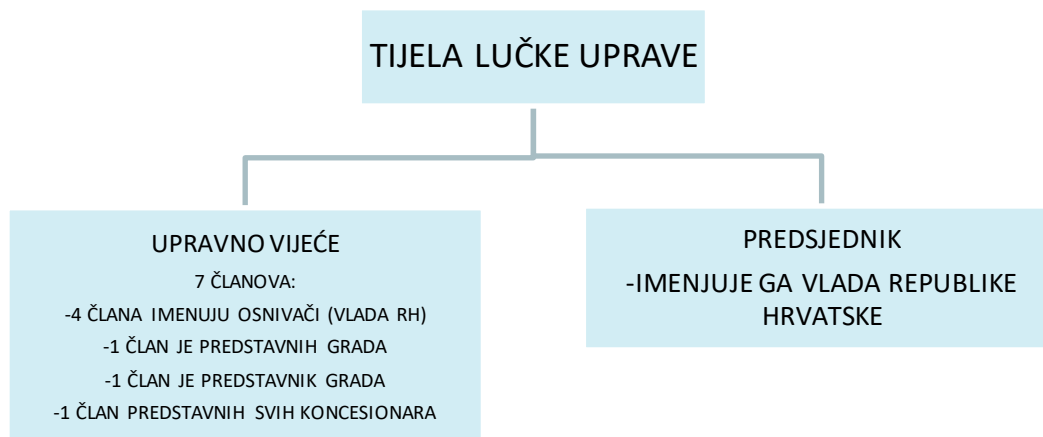 TIJELA LUČKE UPRAVE
UPRAVNO VIJEĆE
7 ČLANOVA:
-4 ČLANA IMENUJU OSNIVAČI (VLADA RH)
-1 ČLAN JE PREDSTAVNIH GRADA
-1 ČLAN JE PREDSTAVNIK GRADA
-1 ČLAN PREDSTAVNIH SVIH KONCESIONARA
PREDSJEDNIK
-IMENJUJE GA VLADA REPUBLIKE
HRVATSKE